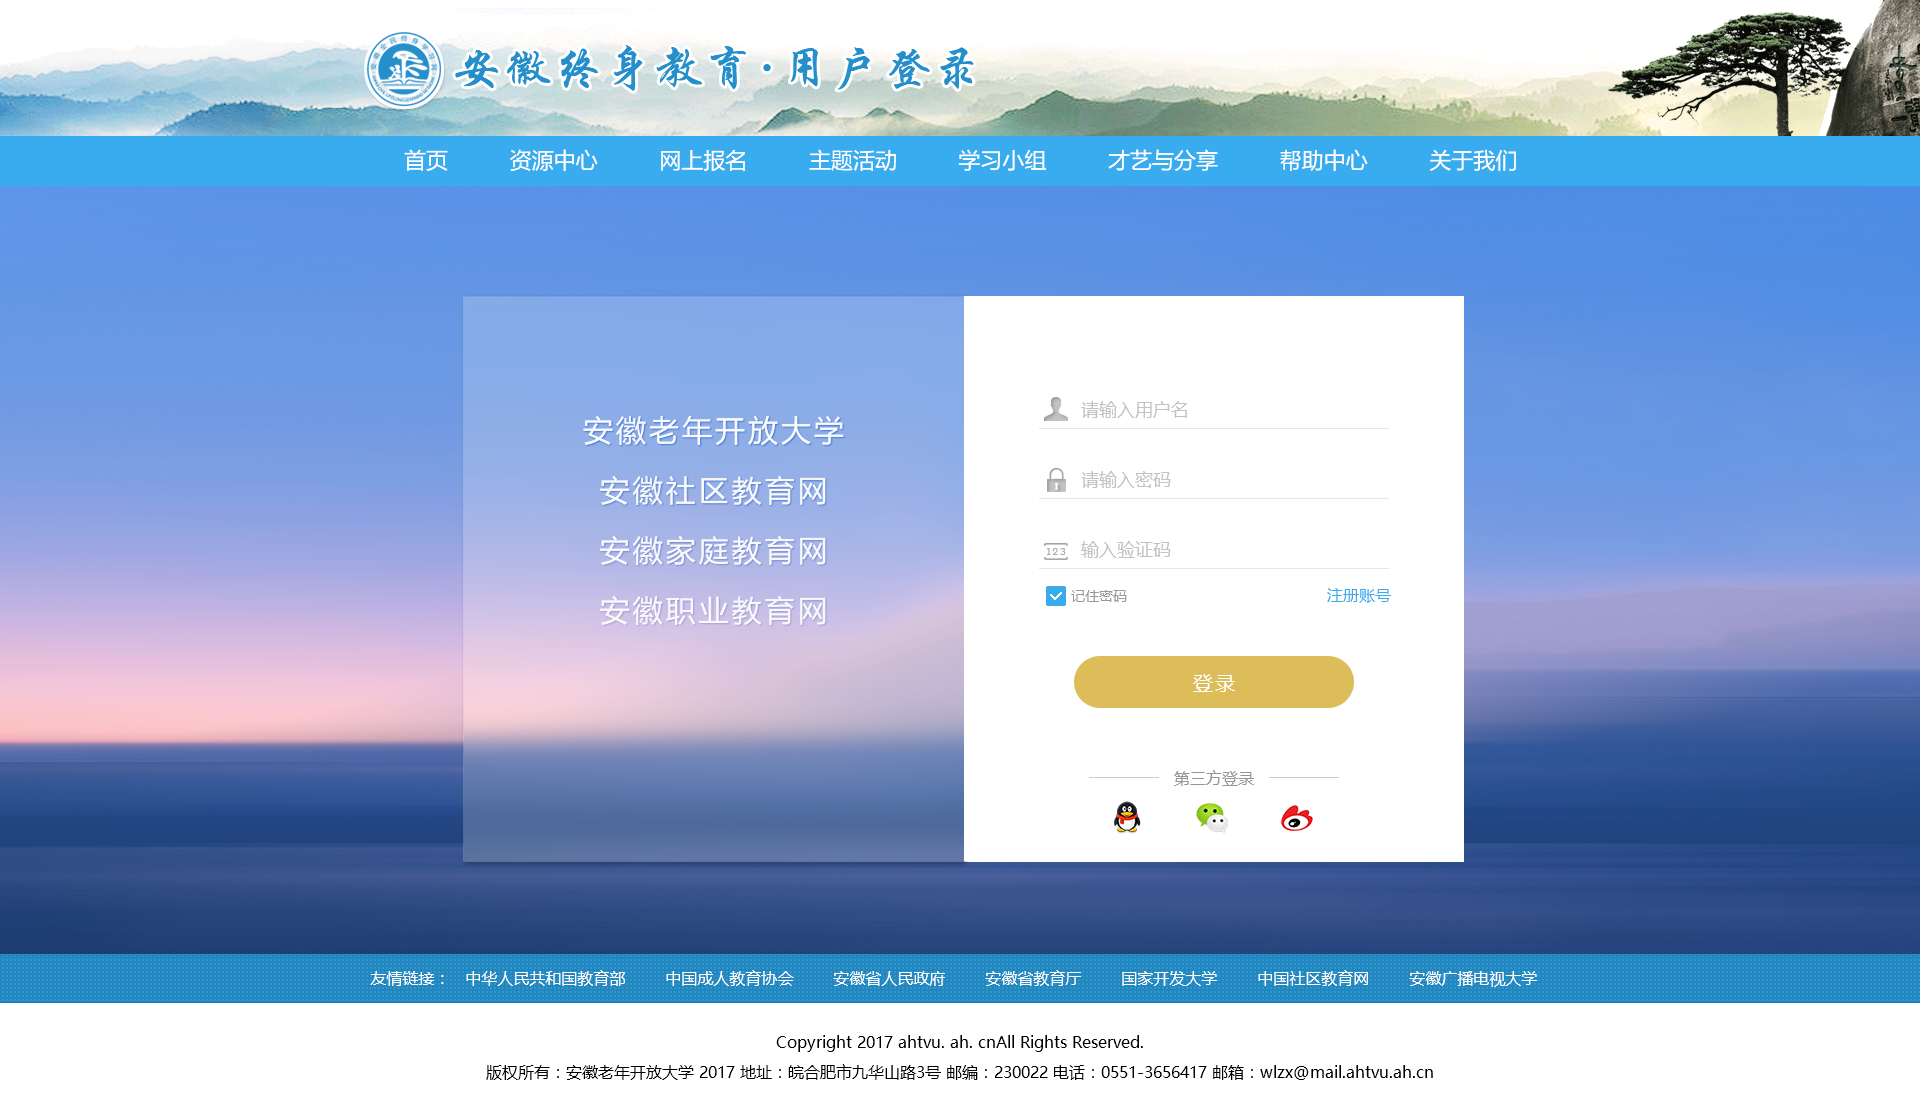 安徽终身教育·用户登录
首页 资源中心 网上报名 主题活动 学习小组 才艺与分享 帮助中心 关于我们
安徽老年开放大学
安徽社区教育网
安徽家庭教育网
安徽职业教育网
请输入用户名
请输入密码
123 输入验证码
记住密码 注册账号
登录
第三方登录
友情链接： 中华人民共和国教育部 中国成人教育协会 安徽省人民政府 安徽省教育厅 国家开发大学 中国社区教育网 安徽广播电视大学
Copyright 2017 ahtvu. ah. cnAll Rights Reserved.
版权所有：安徽老年开放大学 2017 地址：皖合肥市九华山路3号 邮编：230022 电话：0551-3656417 邮箱：wlzx@mail.ahtvu.ah.cn